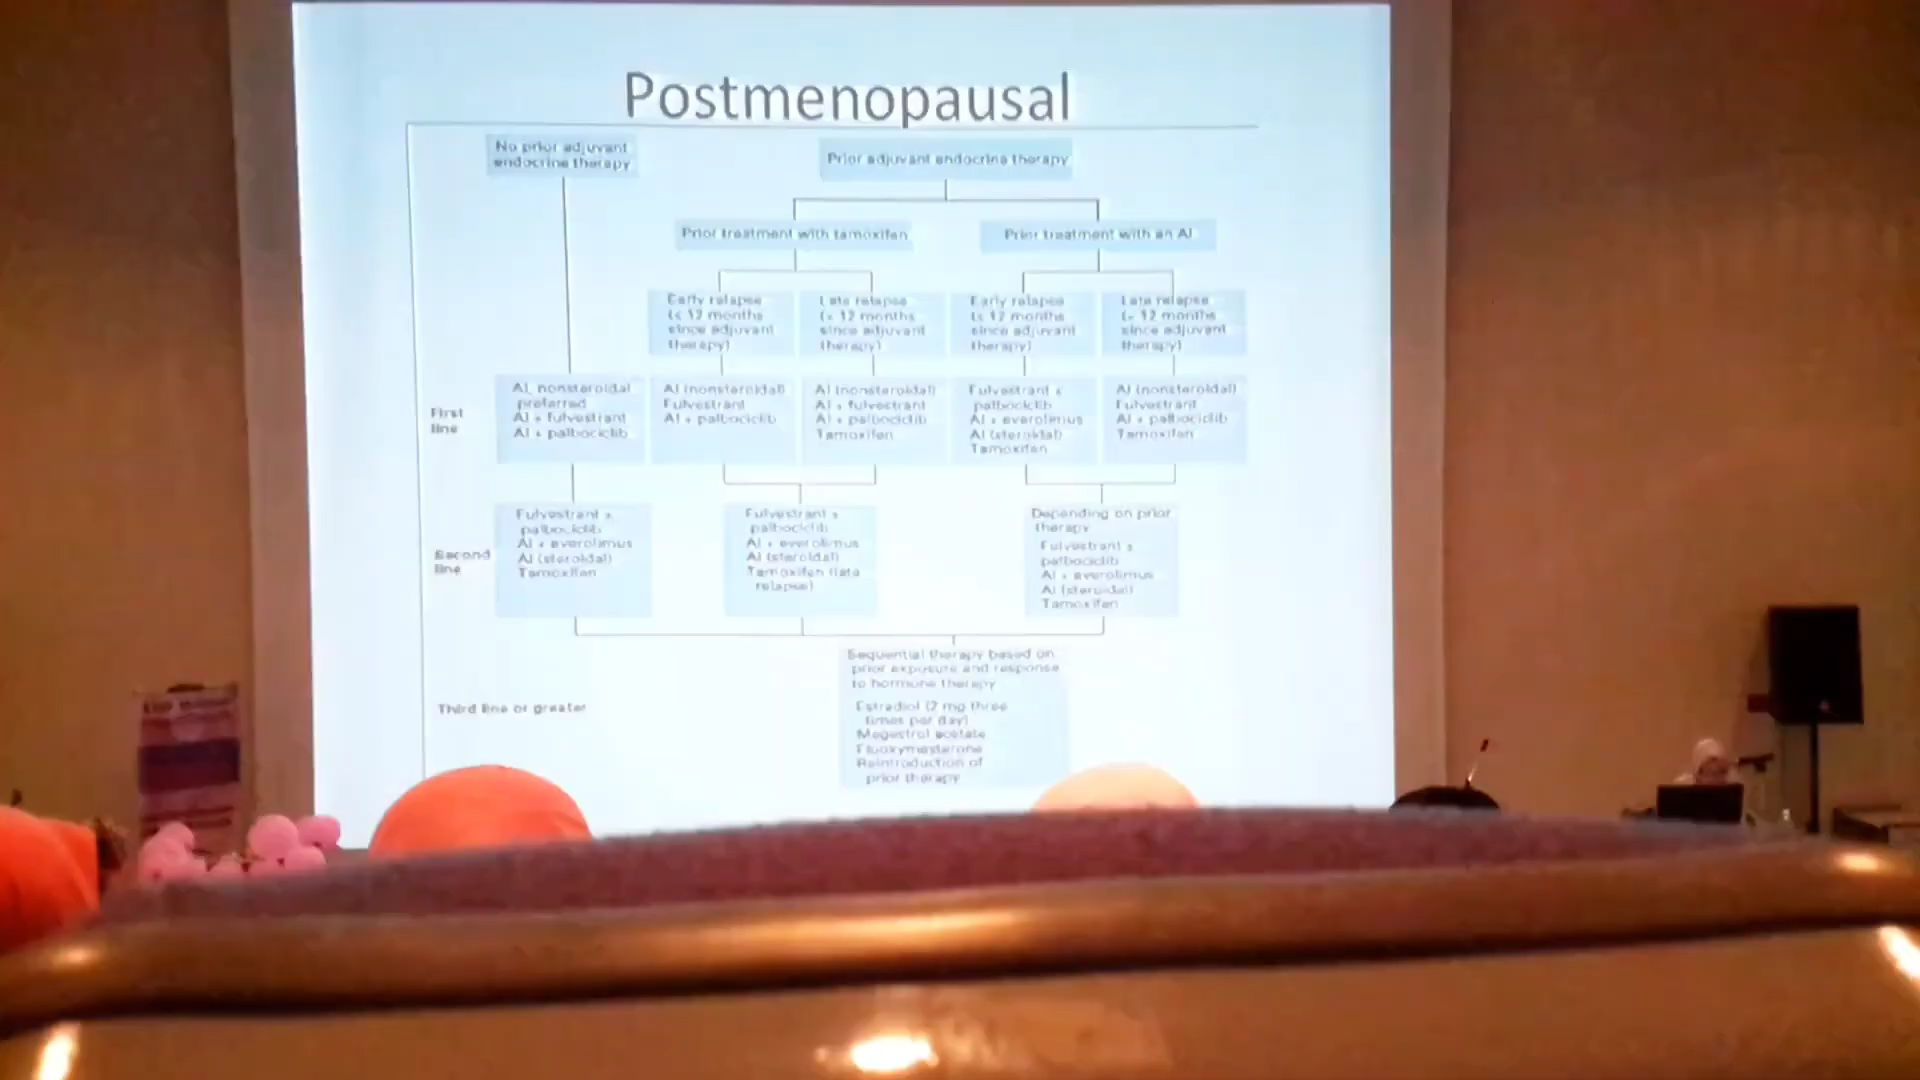 Postmenopausal
No prior adjuvant
endocrine therapy
Prior adjuvant endocrine therapy
Prior treatment with tamoxifen
Prior treatment with an AI
Early relapse
(< 12 months
since adjuvant
therapy)
Late relapse
12 months
since adjuvant
therapy)
Early relapse
(< 12 months
since adjuvant
therapy)
Late relapse
12 months
since adjuvant
therapy)
First
line
AI, nonsteroidal
preferred
AI + fulvestrant
AI + palbociclib
AI (nonsteroidal)
Fulvestrant
AI + palbociclib
AI (nonsteroidal)
AI + fulvestrant
AI + palbociclib
Tamoxifen
Fulvestrant ±
palbociclib
AI + everolimus
AI (steroidal)
Tamoxifen
AI (nonsteroidal)
Fulvestrant
AI + palbociclib
Tamoxifen
Second
line
Fulvestrant ±
palbociclib
AI + everolimus
AI (steroidal)
Tamoxifen
Fulvestrant ±
palbociclib
AI + everolimus
AI (steroidal)
Tamoxifen (late
relapse)
Depending on prior
therapy
Fulvestrant ±
palbociclib
AI + everolimus
AI (steroidal)
Tamoxifen
Third line or greater
Sequential therapy based on
prior exposure and response
to hormone therapy
Estradiol (2 mg three
times per day)
Megestrol acetate
Fluoxymesterone
Reintroduction of
prior therapy